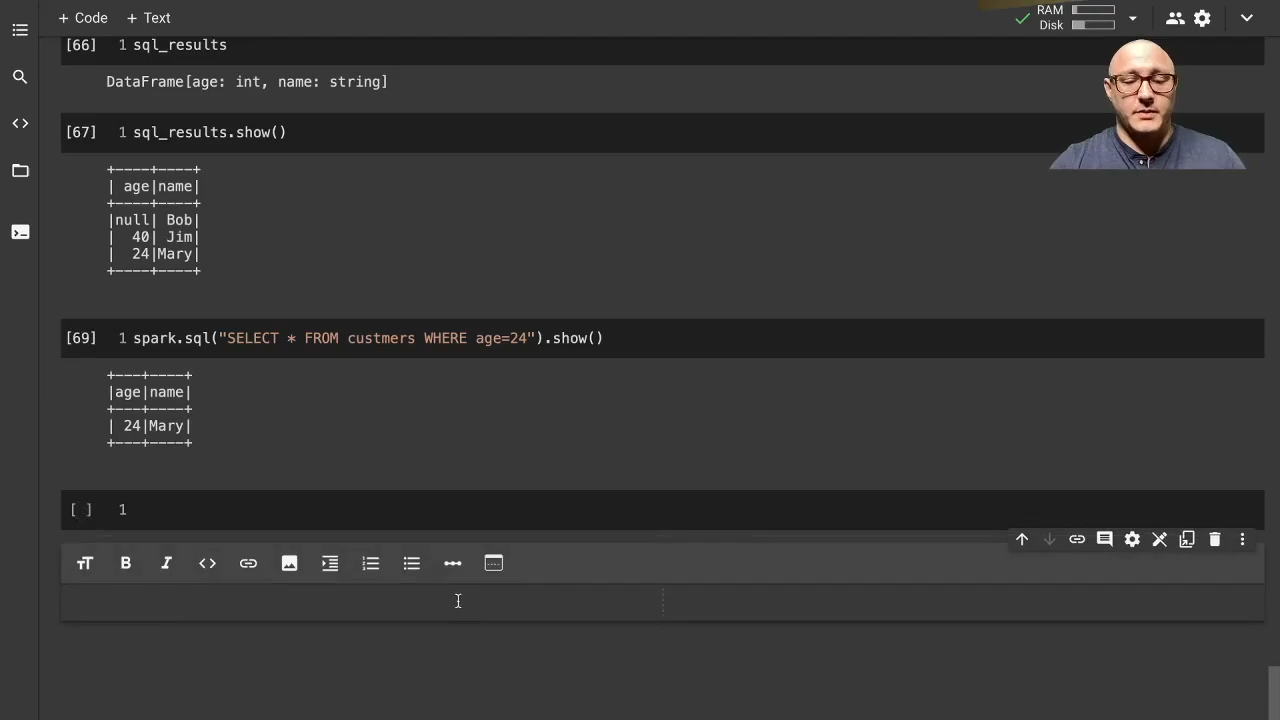 + Code + Text
RAM
Disk
[66] 1 sql_results
DataFrame[age: int, name: string]
[67] 1 sql_results.show()
+----+----+
| age|name|
+----+----+
|null| Bob|
| 40| Jim|
| 24|Mary|
+----+----+
[69] 1 spark.sql("SELECT * FROM custmers WHERE age=24").show()
+---+----+
|age|name|
+---+----+
| 24|Mary|
+---+----+
[ ] 1
TT B I <>